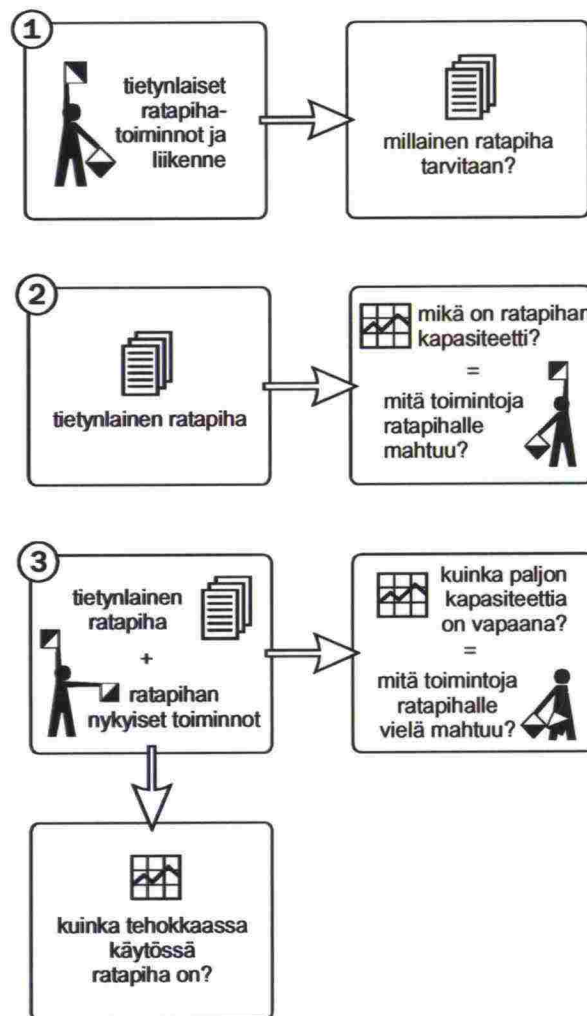 1
tietynlaiset
ratapiha-
toiminnot ja
liikenne
millainen ratapiha
tarvitaan?
2
tietynlainen ratapiha
mikä on ratapihan
kapasiteetti?
=
mitä toimintoja
ratapihalle
mahtuu?
3
tietynlainen
ratapiha
+
ratapihan
nykyiset toiminnot
kuinka paljon
kapasiteettia
on vapaana?
=
mitä toimintoja
ratapihalle
vielä mahtuu?
kuinka tehokkaassa
käytössä
ratapiha on?